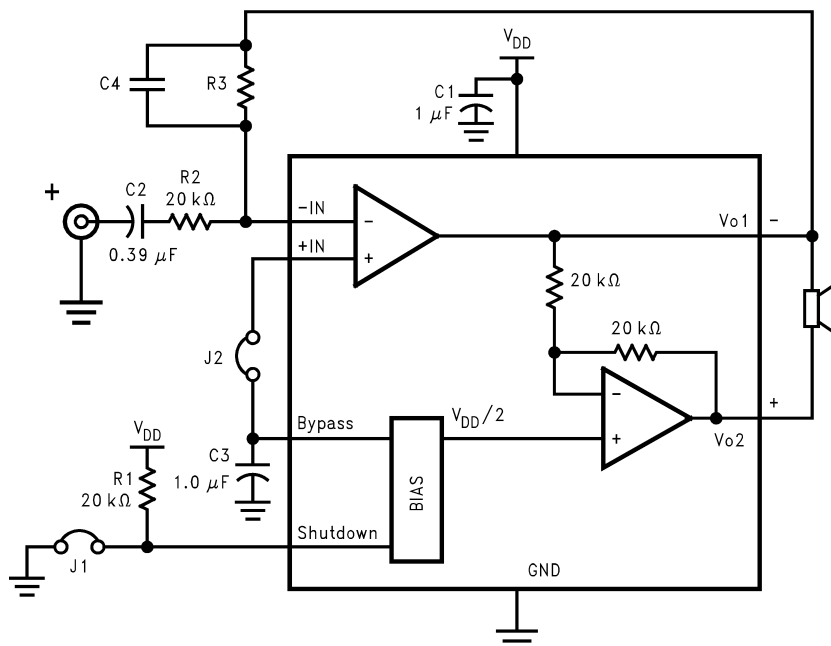 V_DD
C4
R3
C1
1 μF
+
C2
R2
20 kΩ
0.39 μF
-IN
+IN
-
+
Vo1
-
20 kΩ
20 kΩ
J2
-
+
+
Vo2
Bypass
V_DD/2
V_DD
C3
1.0 μF
R1
20 kΩ
BIAS
Shutdown
J1
GND